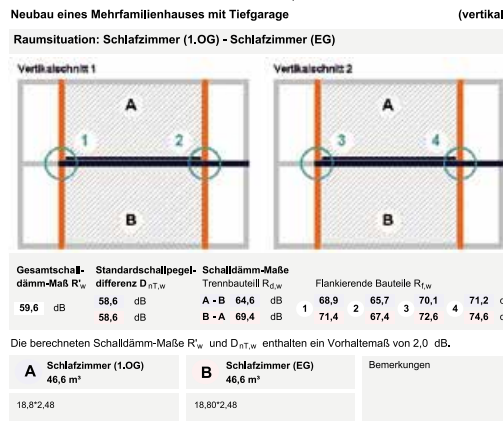 Neubau eines Mehrfamilienhauses mit Tiefgarage (vertikal
Raumsituation: Schlafzimmer (1.OG) - Schlafzimmer (EG)
Vertikalschnitt 1 Vertikalschnitt 2
A A
1 2 3 4
B B
Gesamtschall- Standardschallpegel- Schalldämm-Maße
dämm-Maß R'w differenz DnT,w Trennbauteill Rd,w Flankierende Bauteile Rf,w
59,6 dB 58,6 dB A - B 64,6 dB 1 68,9 2 65,7 3 70,1 4 71,2 d
58,6 dB B - A 69,4 dB 71,4 67,4 72,6 74,6 d
Die berechneten Schalldämm-Maße R'w und DnT,w enthalten ein Vorhaltemaß von 2,0 dB.
A Schlafzimmer (1.OG) B Schlafzimmer (EG) Bemerkungen
46,6 m³ 46,6 m³
18,8*2,48 18,80*2,48